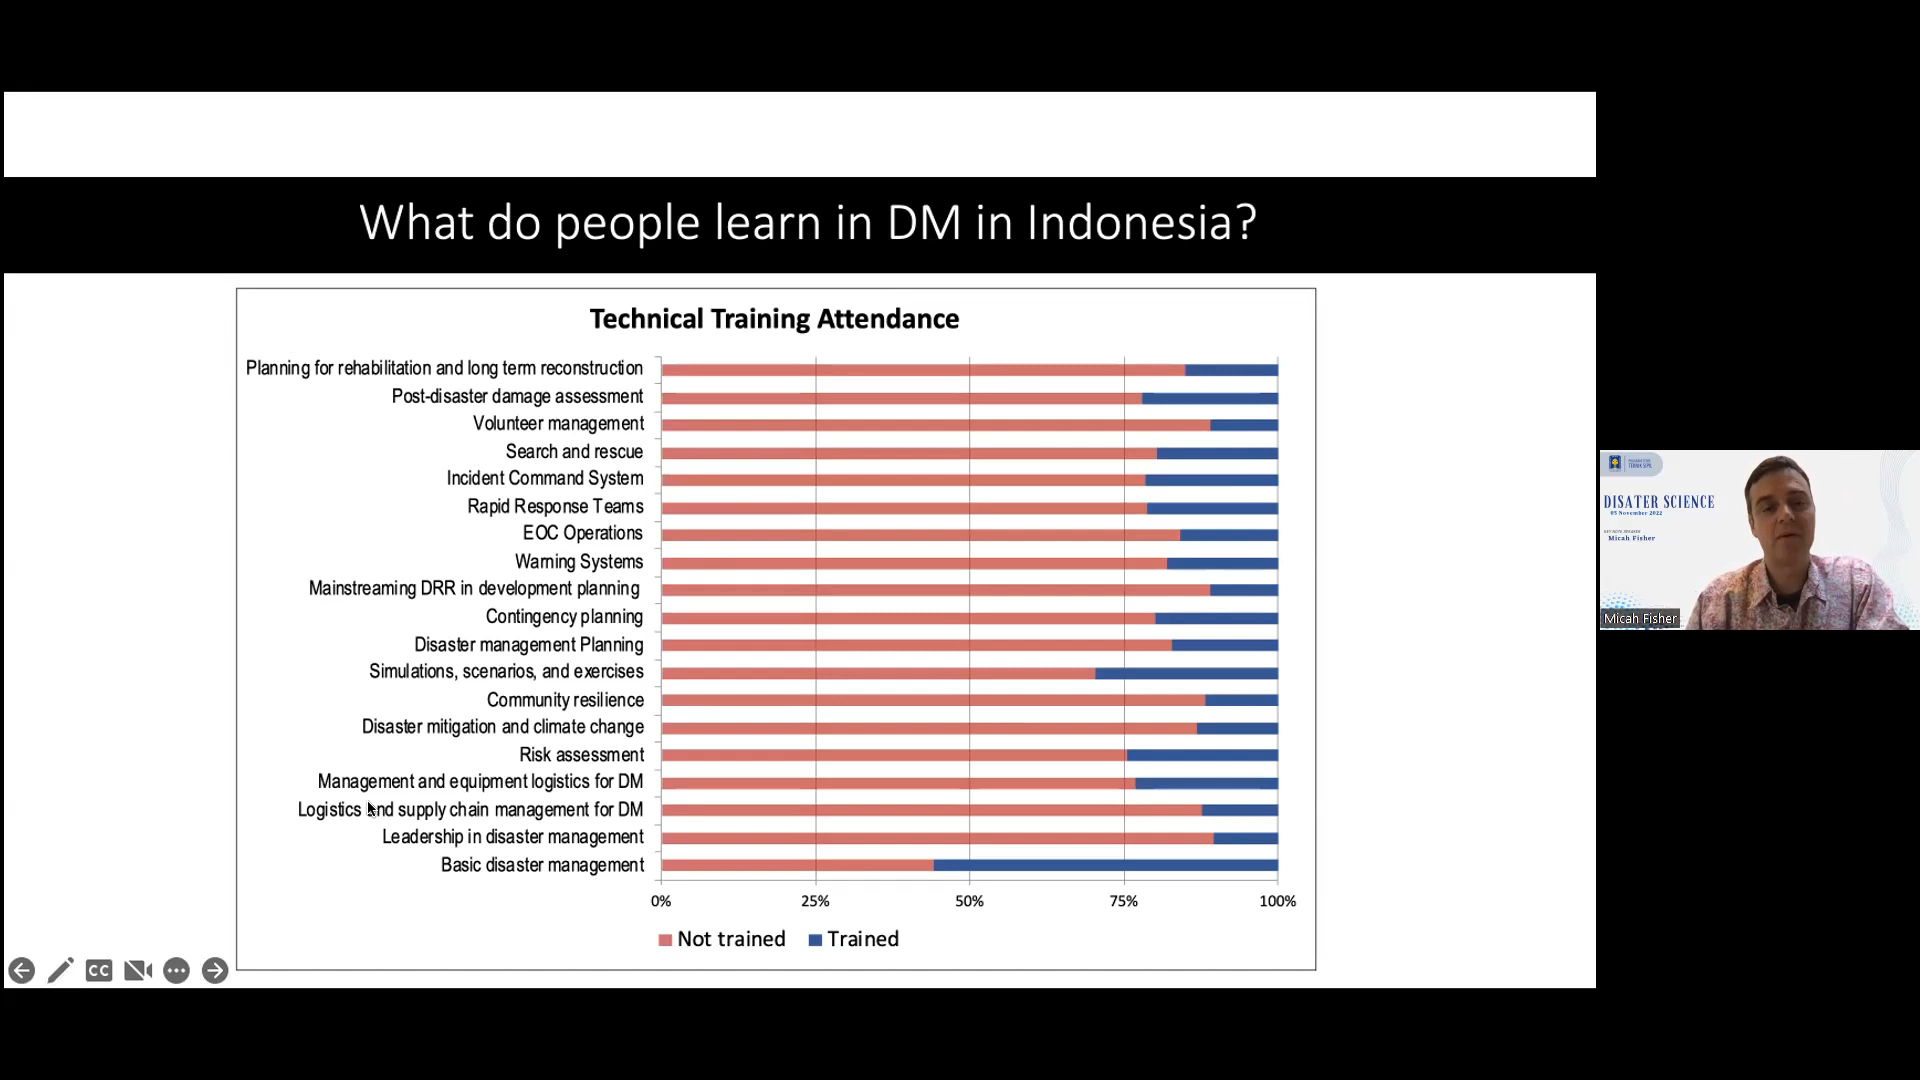 What do people learn in DM in Indonesia?
Technical Training Attendance
Planning for rehabilitation and long term reconstruction
Post-disaster damage assessment
Volunteer management
Search and rescue
Incident Command System
Rapid Response Teams
EOC Operations
Warning Systems
Mainstreaming DRR in development planning
Contingency planning
Disaster management Planning
Simulations, scenarios, and exercises
Community resilience
Disaster mitigation and climate change
Risk assessment
Management and equipment logistics for DM
Logistics and supply chain management for DM
Leadership in disaster management
Basic disaster management
0% 25% 50% 75% 100%
Not trained Trained
CC
TEKNIK SIPIL
DISATER SCIENCE
05 November 2022
Micah Fisher
Micah Fisher